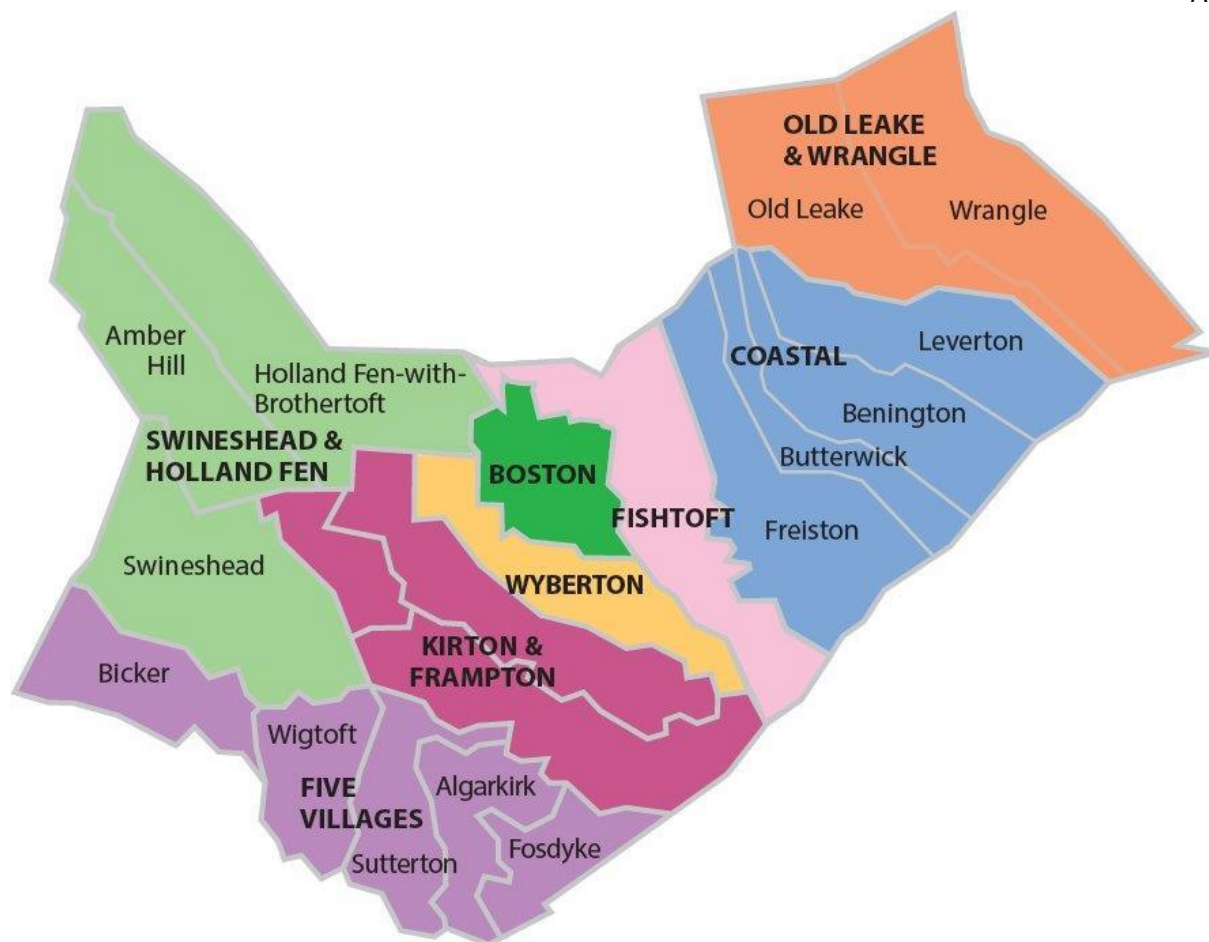 OLD LEAKE
& WRANGLE
Old Leake
Wrangle
Amber
Hill
Holland Fen-with-
Brothertoft
SWINESHEAD &
HOLLAND FEN
Swineshead
COASTAL
Leverton
Benington
Butterwick
Freiston
BOSTON
FISHTOFT
WYBERTON
KIRTON &
FRAMPTON
Bicker
Wigtoft
FIVE
VILLAGES
Sutterton
Algarkirk
Fosdyke